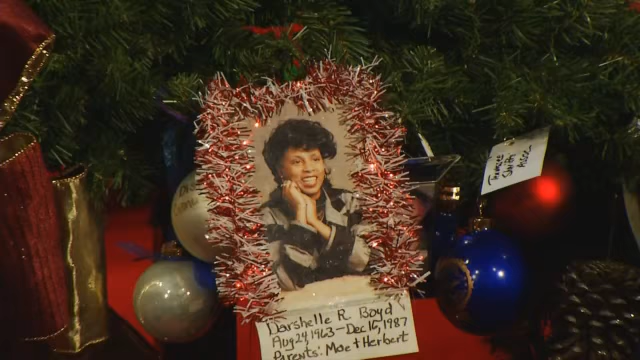 Darshelle R. Boyd
Aug 24, 1963 - Dec 16, 1987
Parents: Mae + Herbert